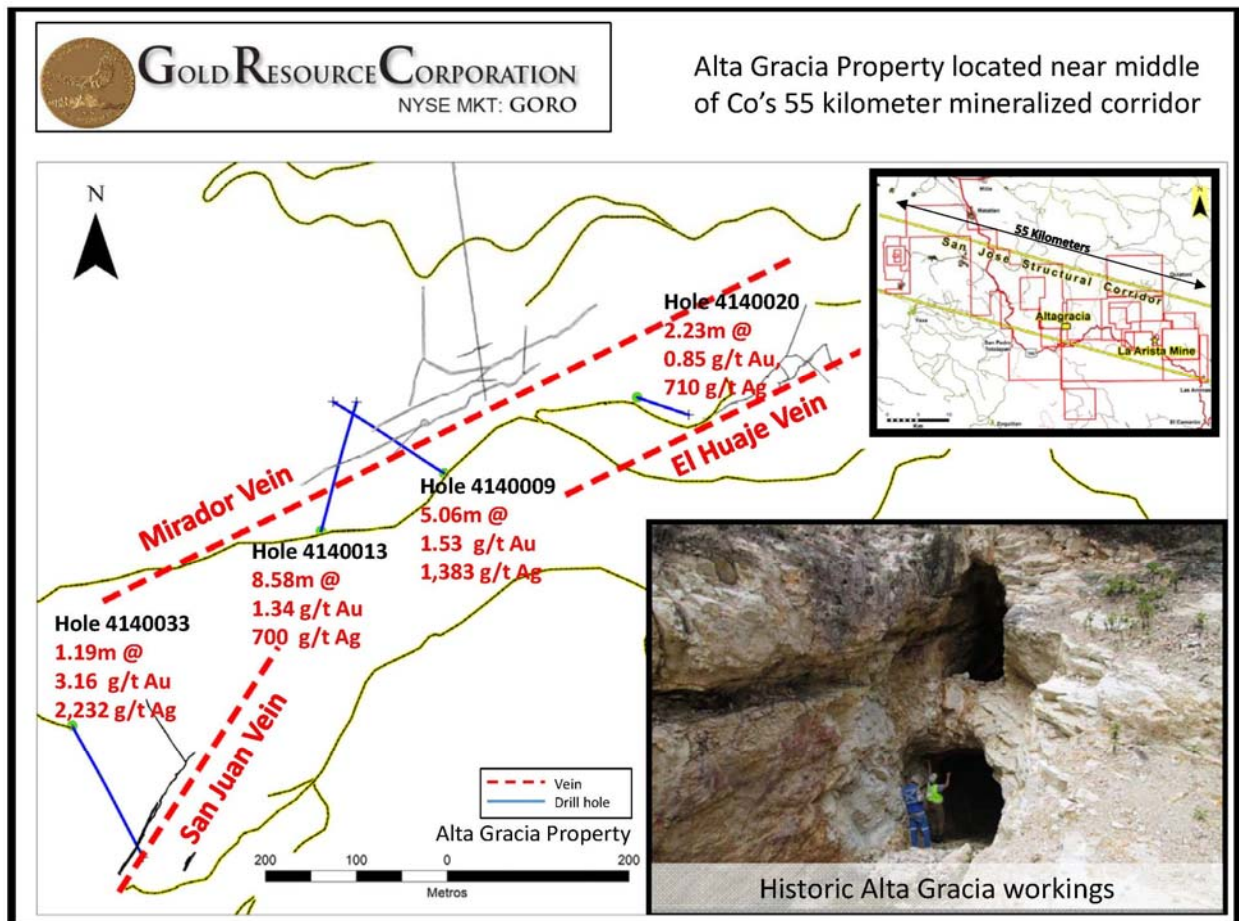 GOLD RESOURCE CORPORATION
NYSE MKT: GORO
Alta Gracia Property located near middle
of Co's 55 kilometer mineralized corridor
N
Hole 4140020
2.23m @
0.85 g/t Au,
710 g/t Ag
El Huaje Vein
Mirador Vein
Hole 4140009
5.06m @
1.53 g/t Au
1,383 g/t Ag
Hole 4140013
8.58m @
1.34 g/t Au
700 g/t Ag
Hole 4140033
1.19m @
3.16 g/t Au
2,232 g/t Ag
San Juan Vein
Vein
Drill hole
Alta Gracia Property
200 100 0 200
Metros
55 Kilometers
San Jose Structural Corridor
Altagracia
La Arista Mine
Historic Alta Gracia workings